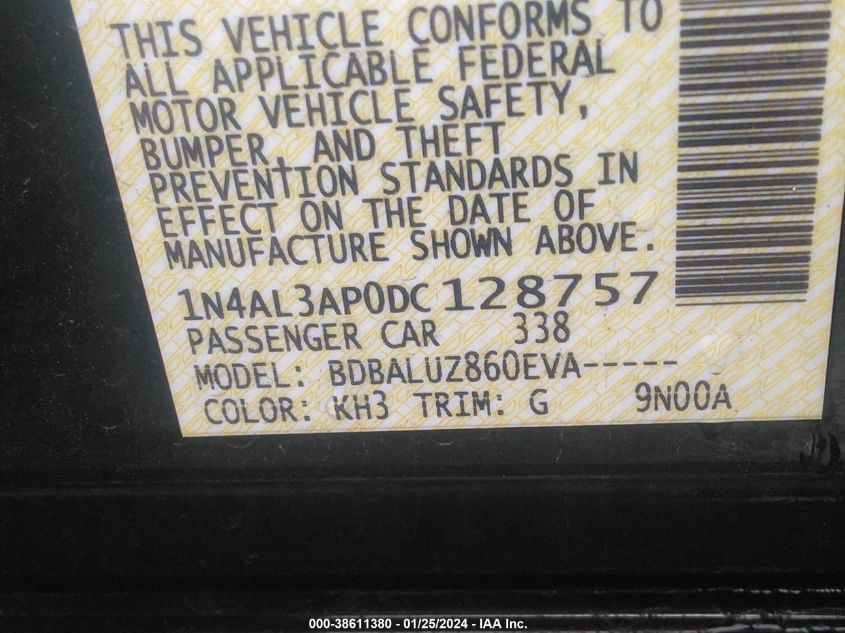 THIS VEHICLE CONFORMS TO
ALL APPLICABLE FEDERAL
MOTOR VEHICLE SAFETY,
BUMPER, AND THEFT
PREVENTION STANDARDS IN
EFFECT ON THE DATE OF
MANUFACTURE SHOWN ABOVE.
1N4AL3AP0DC128757
PASSENGER CAR 338
MODEL: BDBALUZ860EVA-----
COLOR: KH3 TRIM: G 9N00A
000-38611380 - 01/25/2024 - IAA Inc.